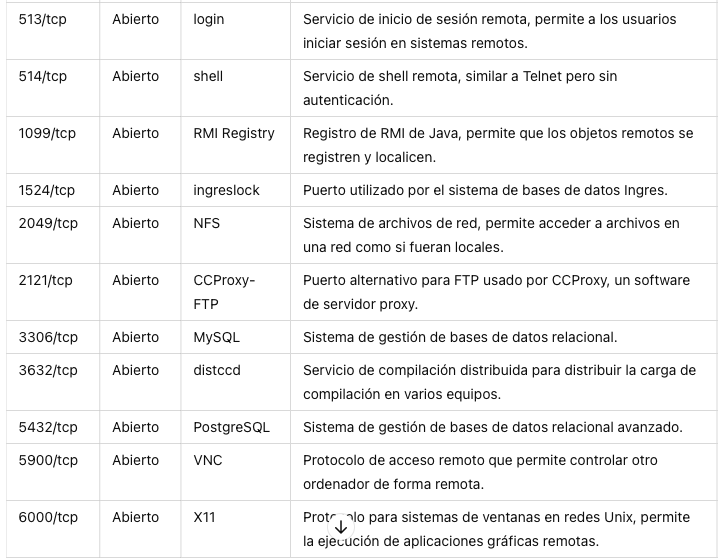 513/tcp Abierto login Servicio de inicio de sesión remota, permite a los usuarios
iniciar sesión en sistemas remotos.
514/tcp Abierto shell Servicio de shell remota, similar a Telnet pero sin
autenticación.
1099/tcp Abierto RMI Registry Registro de RMI de Java, permite que los objetos remotos se
registren y localicen.
1524/tcp Abierto ingreslock Puerto utilizado por el sistema de bases de datos Ingres.
2049/tcp Abierto NFS Sistema de archivos de red, permite acceder a archivos en
una red como si fueran locales.
2121/tcp Abierto CCProxy- Puerto alternativo para FTP usado por CCProxy, un software
FTP de servidor proxy.
3306/tcp Abierto MySQL Sistema de gestión de bases de datos relacional.
3632/tcp Abierto distccd Servicio de compilación distribuida para distribuir la carga de
compilación en varios equipos.
5432/tcp Abierto PostgreSQL Sistema de gestión de bases de datos relacional avanzado.
5900/tcp Abierto VNC Protocolo de acceso remoto que permite controlar otro
ordenador de forma remota.
6000/tcp Abierto X11 Protocolo para sistemas de ventanas en redes Unix, permite
la ejecución de aplicaciones gráficas remotas.